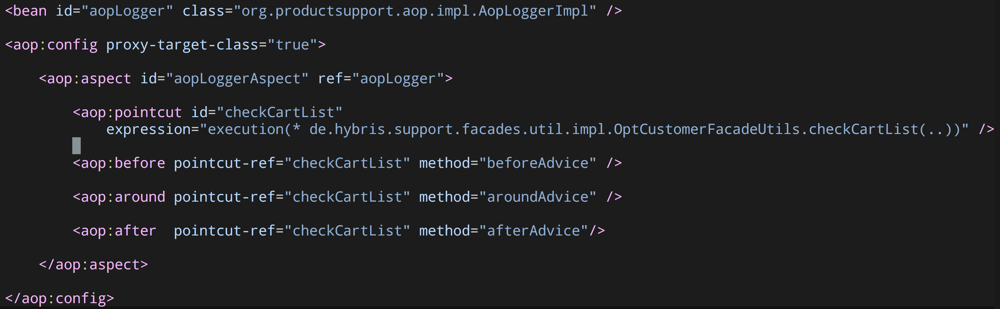 <bean id="aopLogger" class="org.productsupport.aop.impl.AopLoggerImpl" />
<aop:config proxy-target-class="true">
<aop:aspect id="aopLoggerAspect" ref="aopLogger">
<aop:pointcut id="checkCartList"
expression="execution(* de.hybris.support.facades.util.impl.OptCustomerFacadeUtils.checkCartList(..))" />
<aop:before pointcut-ref="checkCartList" method="beforeAdvice" />
<aop:around pointcut-ref="checkCartList" method="aroundAdvice" />
<aop:after  pointcut-ref="checkCartList" method="afterAdvice"/>
</aop:aspect>
</aop:config>